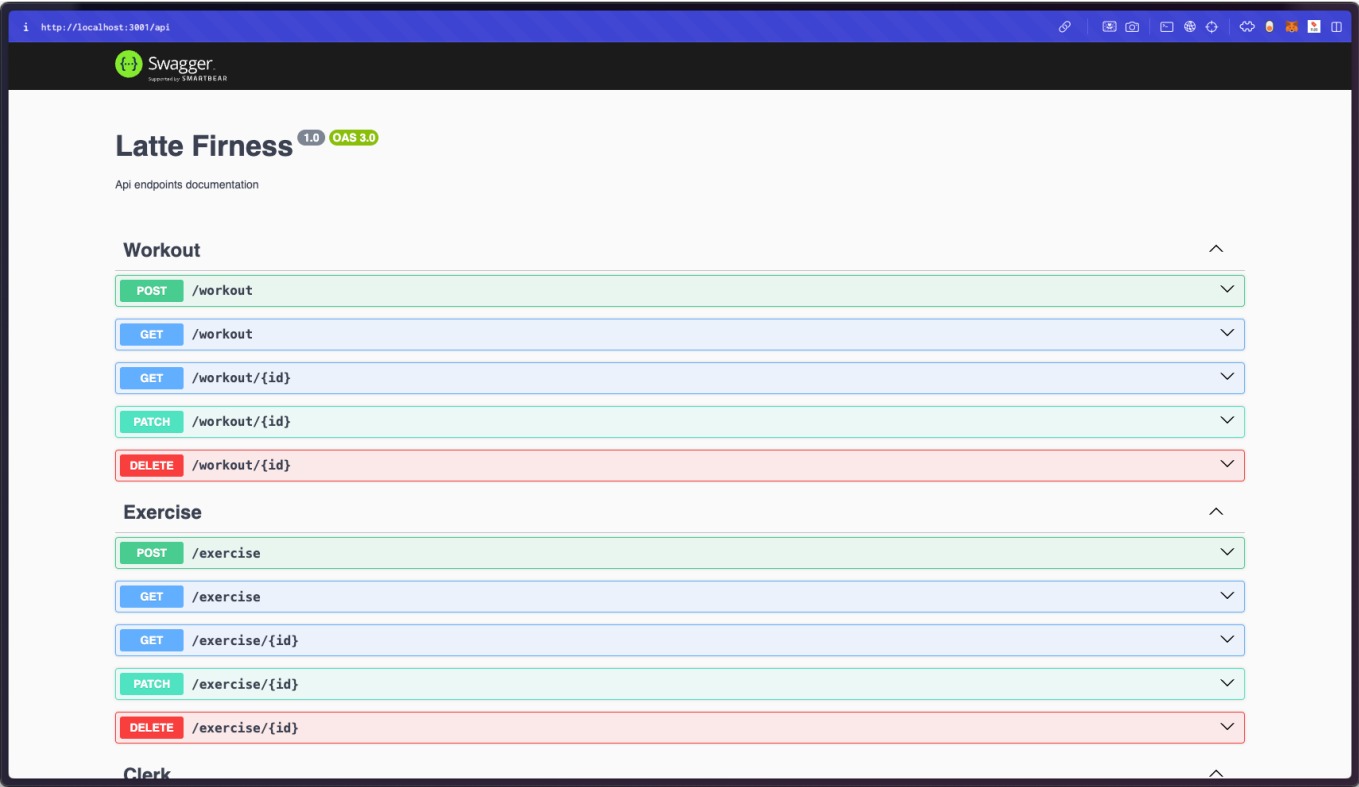 i http://localhost:3001/api
{···} Swagger.
Supported by SMARTBEAR
Latte Firness 1.0 OAS 3.0
Api endpoints documentation
Workout
POST /workout
GET /workout
GET /workout/{id}
PATCH /workout/{id}
DELETE /workout/{id}
Exercise
POST /exercise
GET /exercise
GET /exercise/{id}
PATCH /exercise/{id}
DELETE /exercise/{id}
Clerk